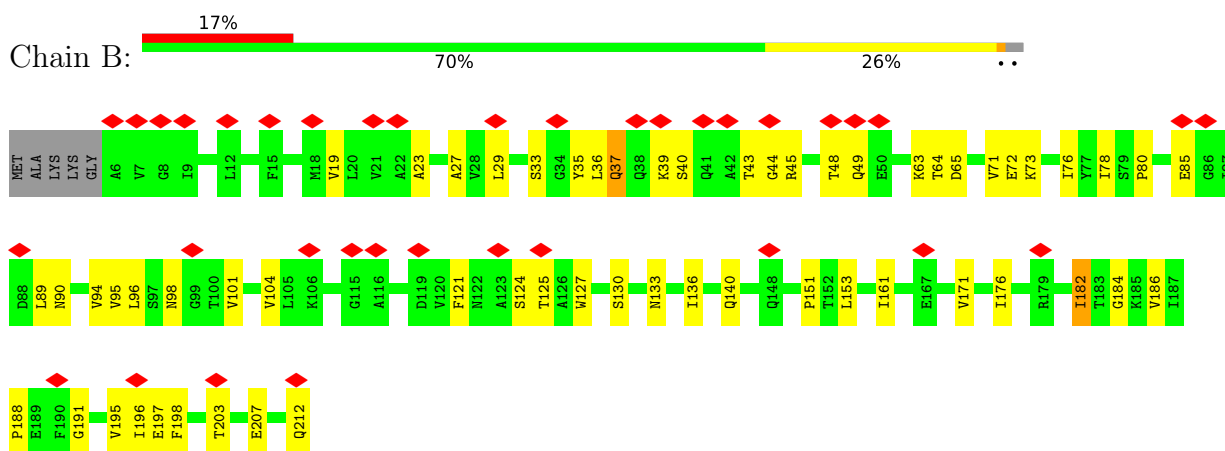 17%
Chain B:
70% 26% • •
MET ALA LYS LYS GLY A6 V7 G8 I9 L12 F15 M18 V19 L20 V21 A22 A23 A27 V28 L29 S33 G34 Y35 L36 Q37 Q38 K39 S40 Q41 A42 T43 G44 R45 T48 Q49 E50 K63 T64 D65 V71 E72 K73 I76 Y77 I78 S79 P80 E85 G86 I87
D88 L89 N90 V94 V95 L96 S97 N98 G99 T100 V101 V104 L105 K106 G115 A116 D119 V120 F121 N122 A123 S124 T125 A126 W127 S130 N133 I136 Q140 Q148 P151 T152 L153 I161 E167 V171 I176 R179 I182 T183 G184 K185 V186 I187
P188 E189 F190 G191 V195 I196 E197 F198 T203 E207 Q212